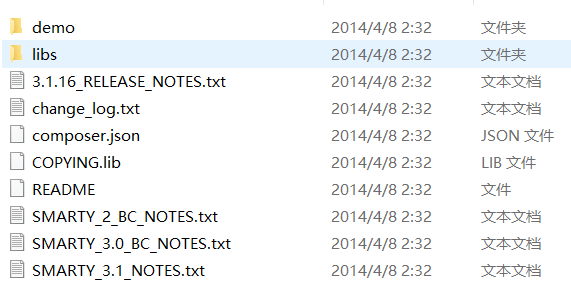 demo 2014/4/8 2:32 文件夹
libs 2014/4/8 2:32 文件夹
3.1.16_RELEASE_NOTES.txt 2014/4/8 2:32 文本文档
change_log.txt 2014/4/8 2:32 文本文档
composer.json 2014/4/8 2:32 JSON 文件
COPYING.lib 2014/4/8 2:32 LIB 文件
README 2014/4/8 2:32 文件
SMARTY_2_BC_NOTES.txt 2014/4/8 2:32 文本文档
SMARTY_3.0_BC_NOTES.txt 2014/4/8 2:32 文本文档
SMARTY_3.1_NOTES.txt 2014/4/8 2:32 文本文档